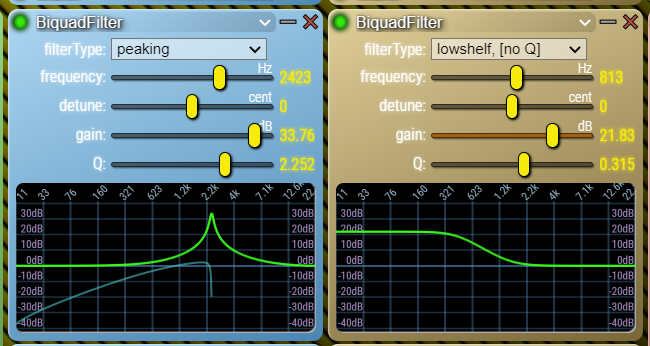 BiquadFilter
filterType: peaking
Hz
frequency: 2423
cent
detune: 0
dB
gain: 33.76
Q: 2.252
11 33 76 160 321 623 1.2k 2.2k 4k 7.1k 12.6k 22
30dB 30dB
20dB 20dB
10dB 10dB
0dB 0dB
-10dB -10dB
-20dB -20dB
-30dB -30dB
-40dB -40dB
BiquadFilter
filterType: lowshelf, [no Q]
Hz
frequency: 813
cent
detune: 0
dB
gain: 21.83
Q: 0.315
11 33 76 160 321 623 1.2k 2.2k 4k 7.1k 12.6k 22
30dB 30dB
20dB 20dB
10dB 10dB
0dB 0dB
-10dB -10dB
-20dB -20dB
-30dB -30dB
-40dB -40dB